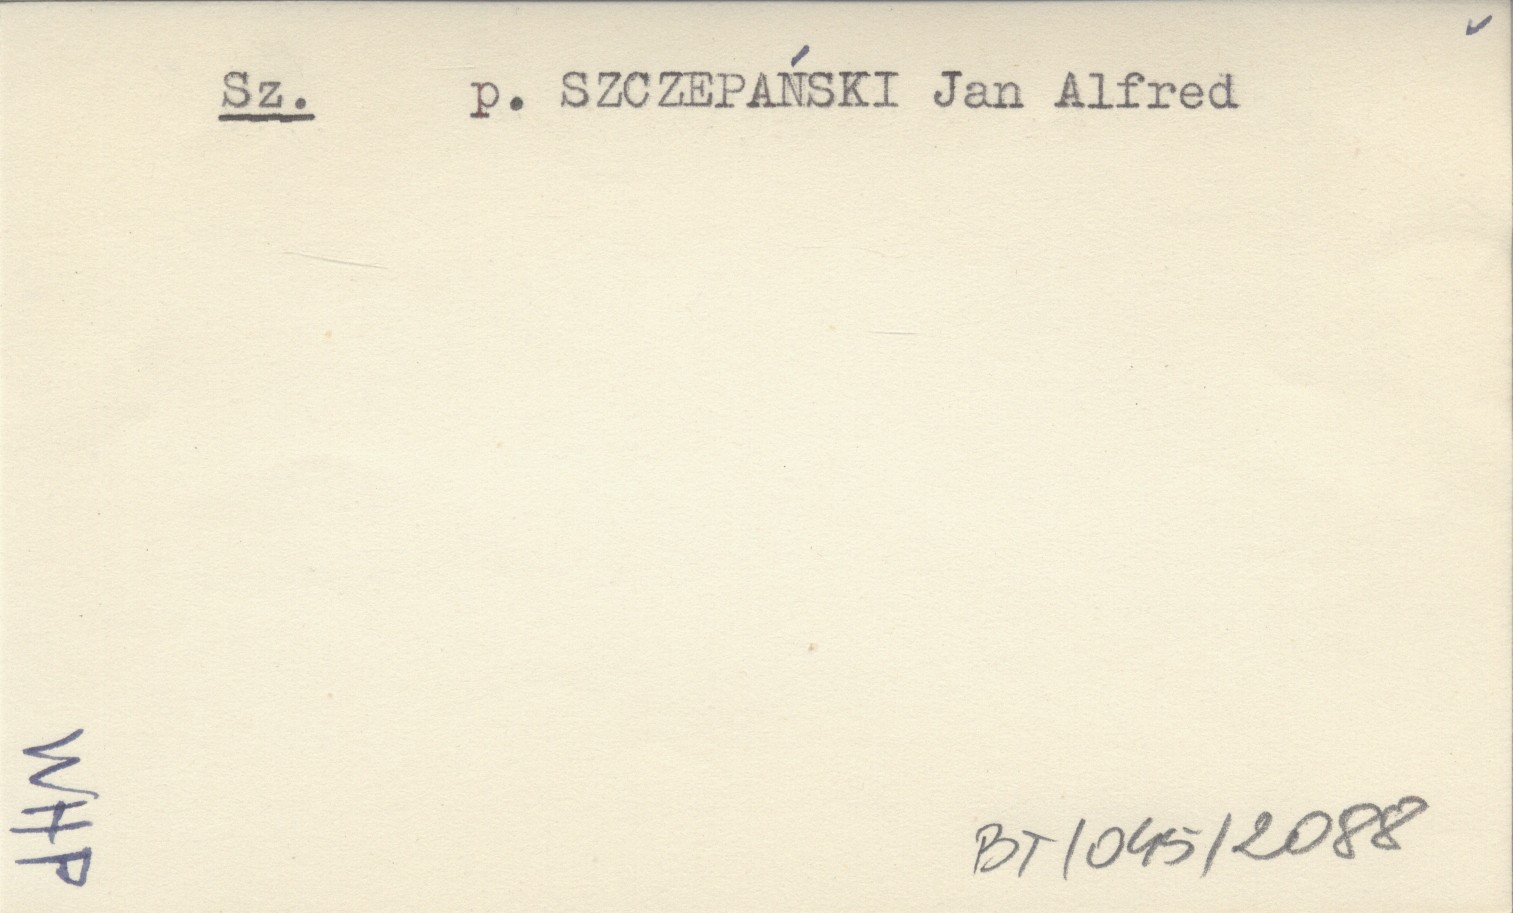 Sz. p. SZCZEPAŃSKI Jan Alfred
WHP
BT/045/2088